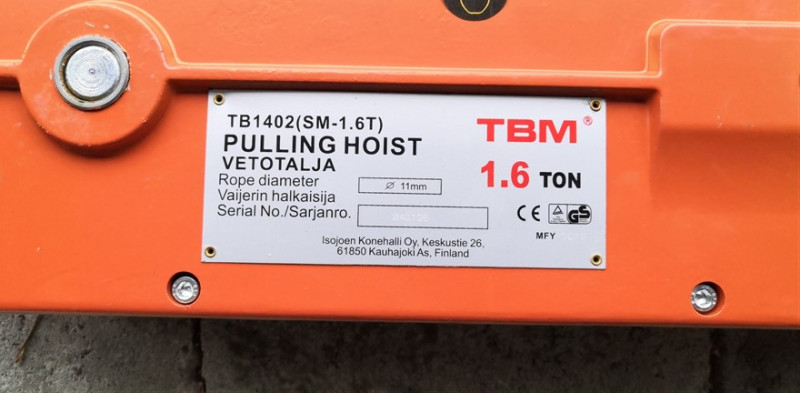 TB1402(SM-1.6T)
PULLING HOIST
VETOTALJA
TBM®
1.6 TON
Rope diameter
Ø 11mm
Vaijerin halkaisija
Serial No./Sarjanro.
CE GS
MFY
Isojoen Konehalli Oy, Keskustie 26,
61850 Kauhajoki As, Finland